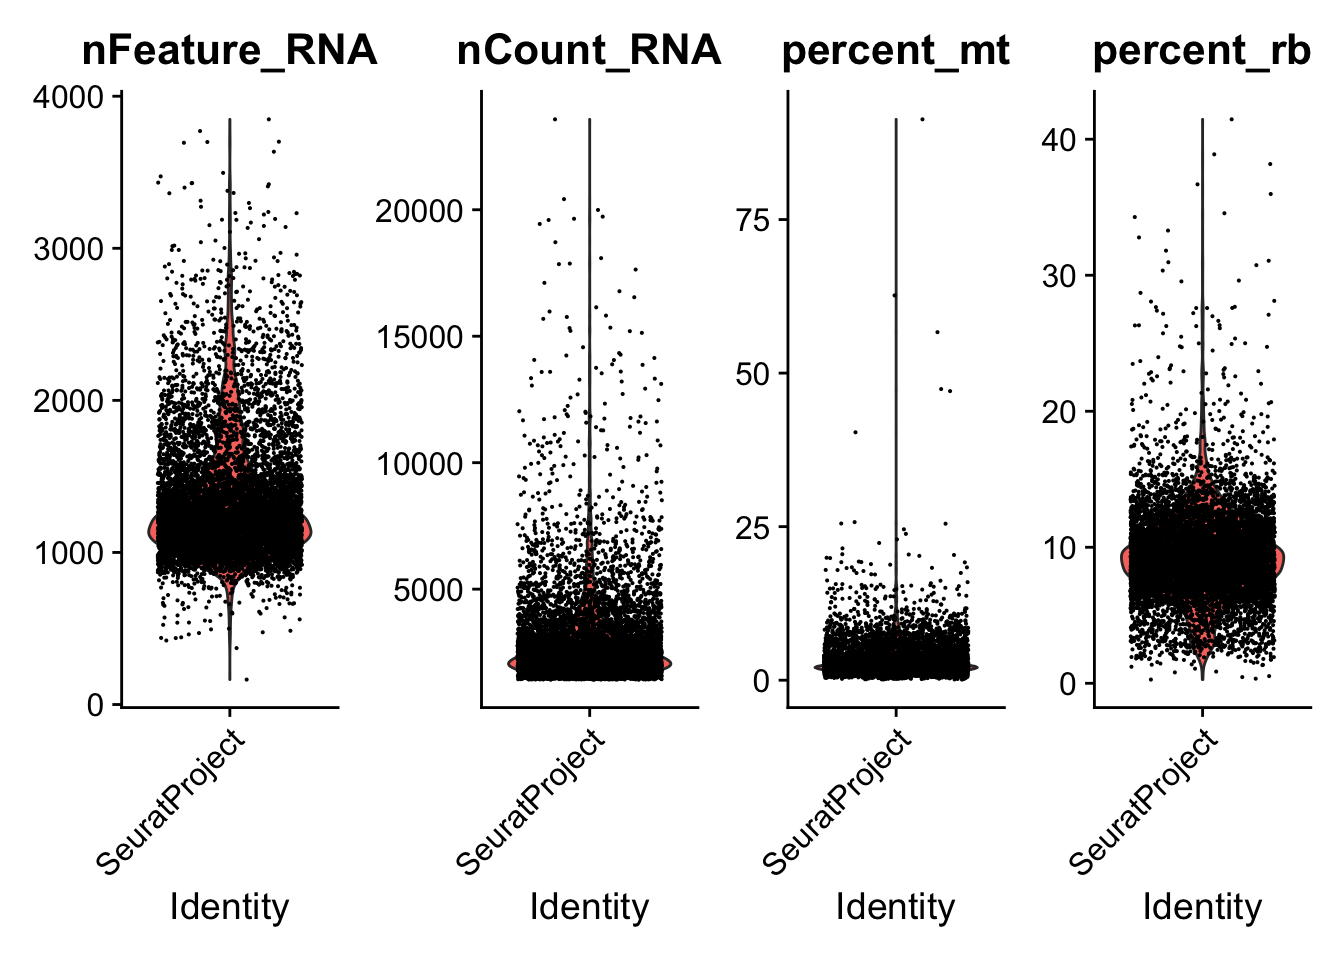 nFeature_RNA
4000
3000
2000
1000
0
SeuratProject
Identity
nCount_RNA
20000
15000
10000
5000
SeuratProject
Identity
percent_mt
75
50
25
0
SeuratProject
Identity
percent_rb
40
30
20
10
0
SeuratProject
Identity